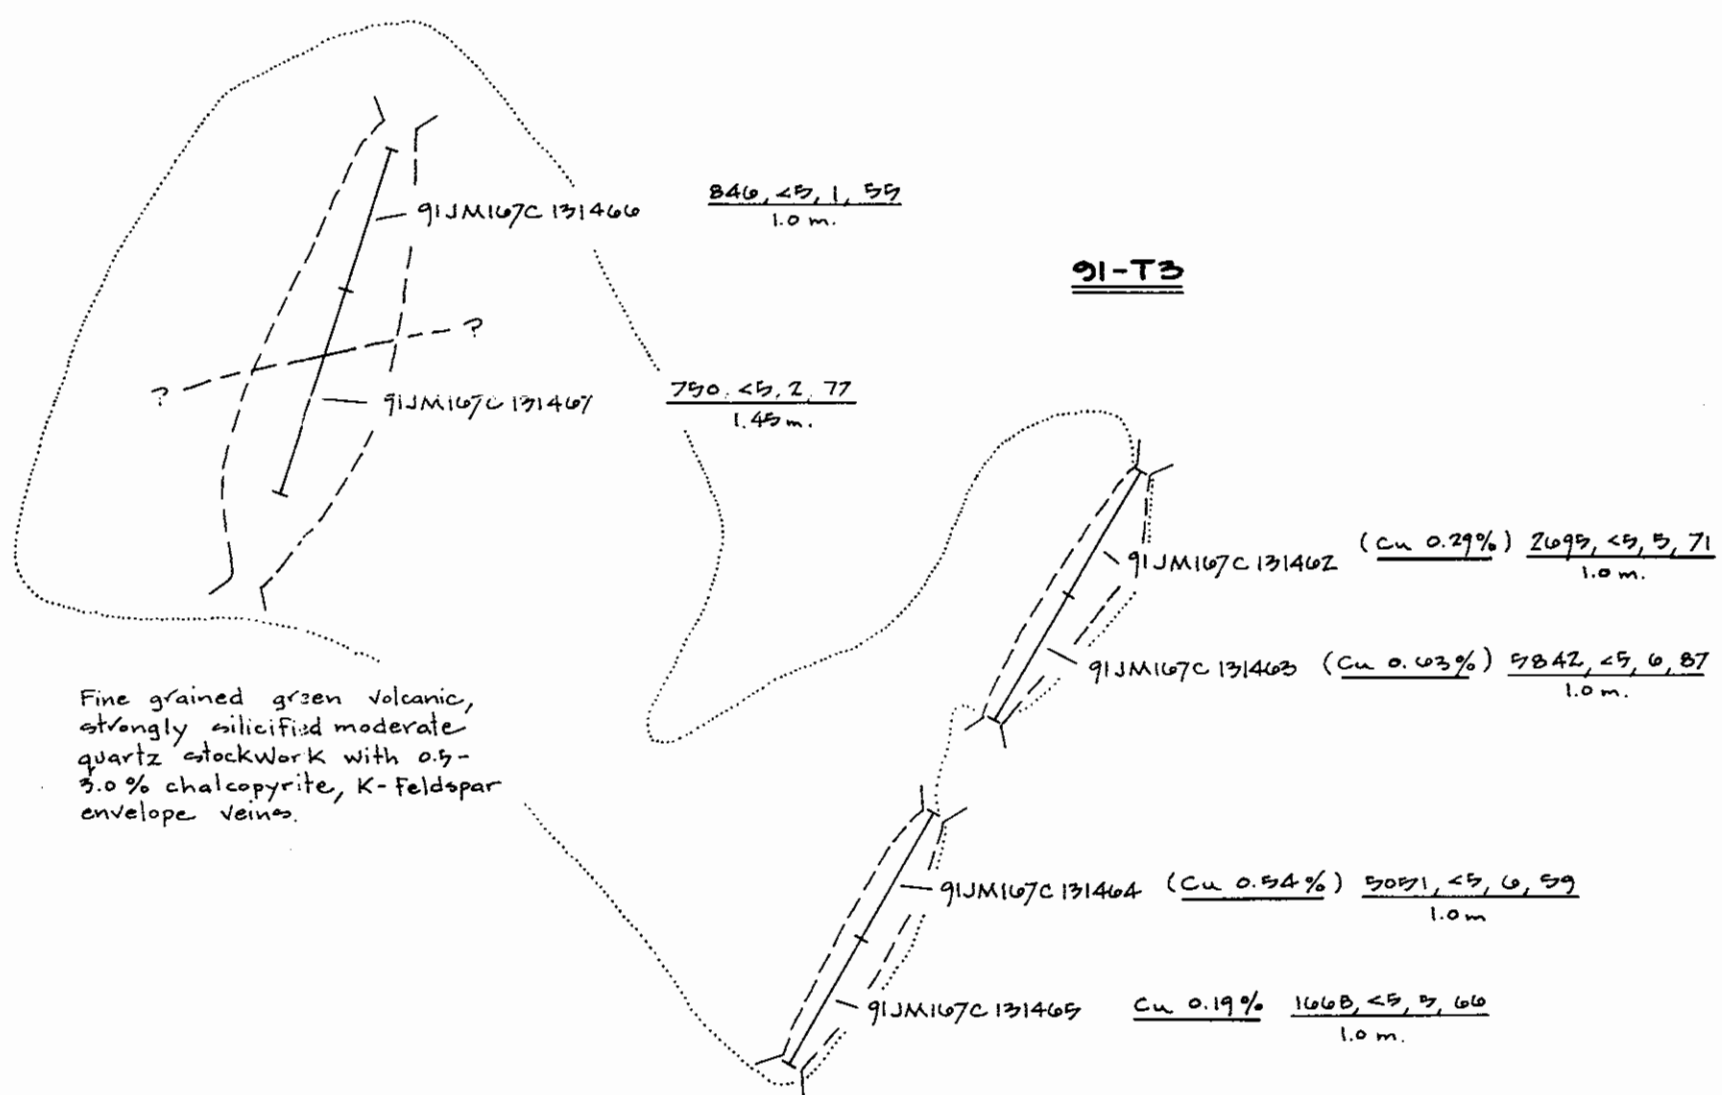 91JM167C 131466 846, <5, 1, 55
1.0 m.
91-T3
?
?
91JM167C 131467 750, <5, 2, 77
1.45 m.
91JM167C 131462 (Cu 0.29%) 2695, <5, 5, 71
1.0 m.
91JM167C 131463 (Cu 0.63%) 5842, <5, 6, 87
1.0 m.
Fine grained green volcanic,
strongly silicified moderate
quartz stockwork with 0.5-
3.0% chalcopyrite, K-Feldspar
envelope veins.
91JM167C 131464 (Cu 0.54%) 5051, <5, 6, 59
1.0 m
91JM167C 131465 Cu 0.19% 1668, <5, 5, 66
1.0 m.